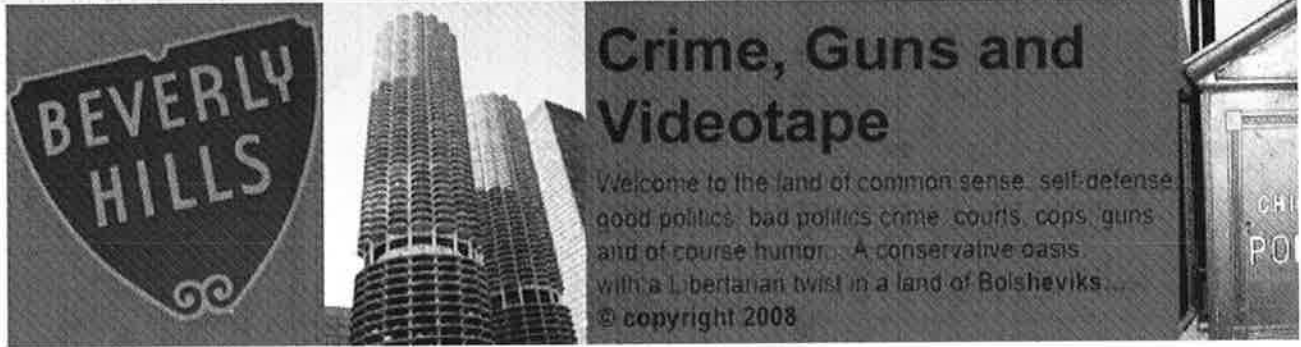 BEVERLY
HILLS
Crime, Guns and
Videotape
Welcome to the land of common sense, self-defense,
good politics, bad politics crime, courts, cops, guns
and of course humor... A conservative oasis
with a Libertarian twist in a land of Bolsheviks...
© copyright 2008
CHI
PO